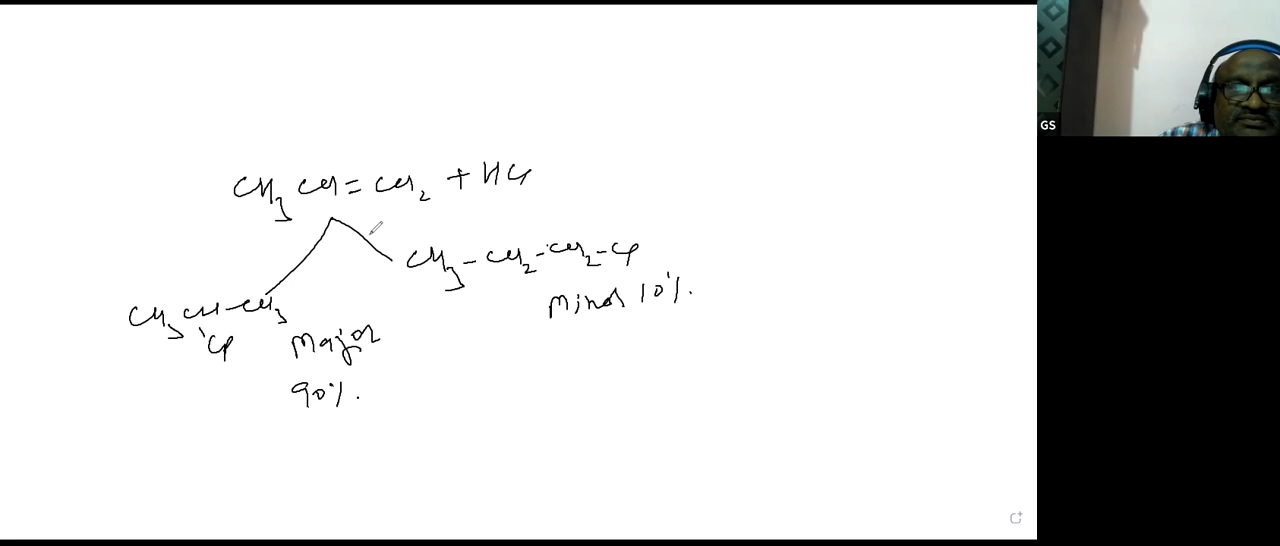 CH3 CH=CH2 + HCl
CH3-CH2-CH2-Cl
Minor 10%.
CH3 CH-CH3
Cl
Major
90%.
GS